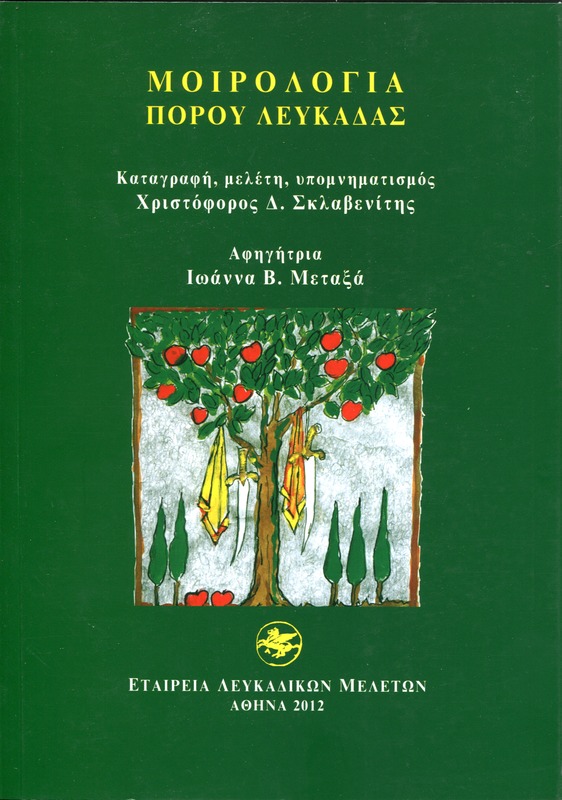 ΜΟΙΡΟΛΟΓΙΑ
ΠΟΡΟΥ ΛΕΥΚΑΔΑΣ
Καταγραφή, μελέτη, υπομνηματισμός
Χριστόφορος Δ. Σκλαβενίτης
Αφηγήτρια
Ιωάννα Β. Μεταξά
ΕΤΑΙΡΕΙΑ ΛΕΥΚΑΔΙΚΩΝ ΜΕΛΕΤΩΝ
ΑΘΗΝΑ 2012